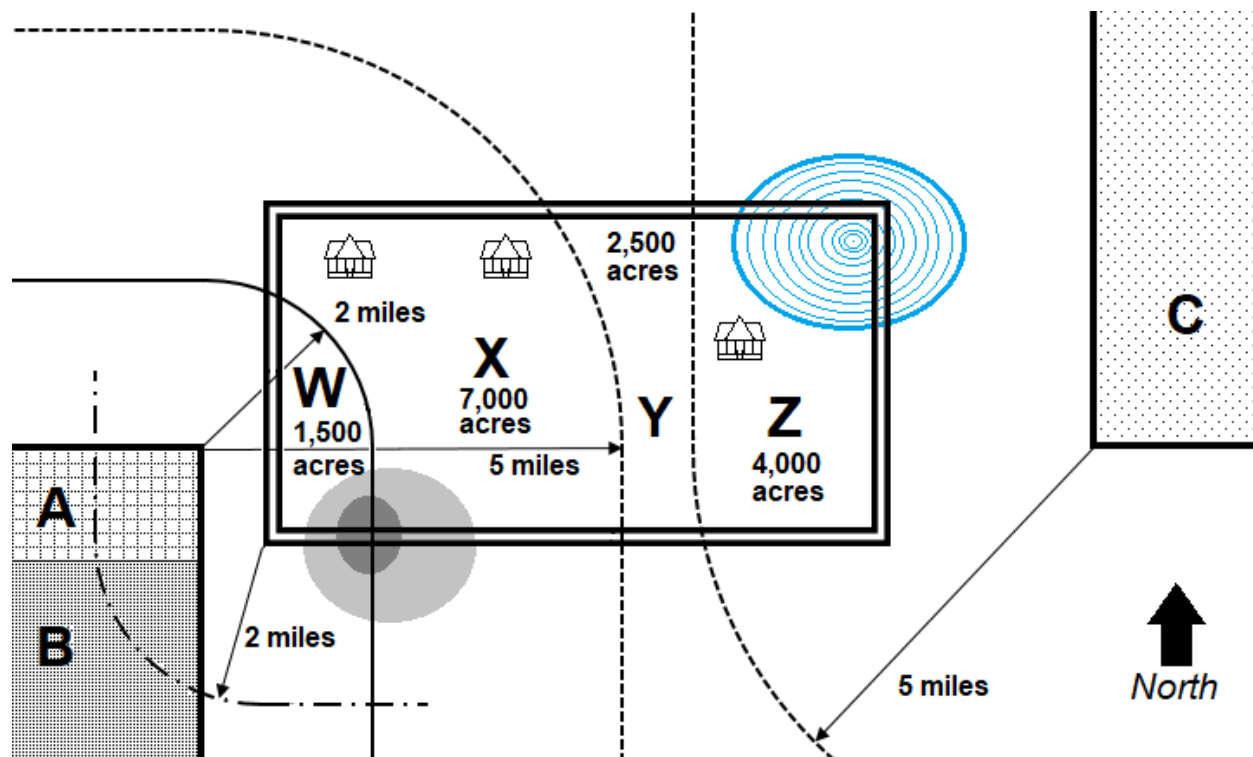 2,500
acres
C
2 miles
X
W
7,000
acres
Y
Z
1,500
acres
5 miles
4,000
acres
A
B
2 miles
5 miles
North